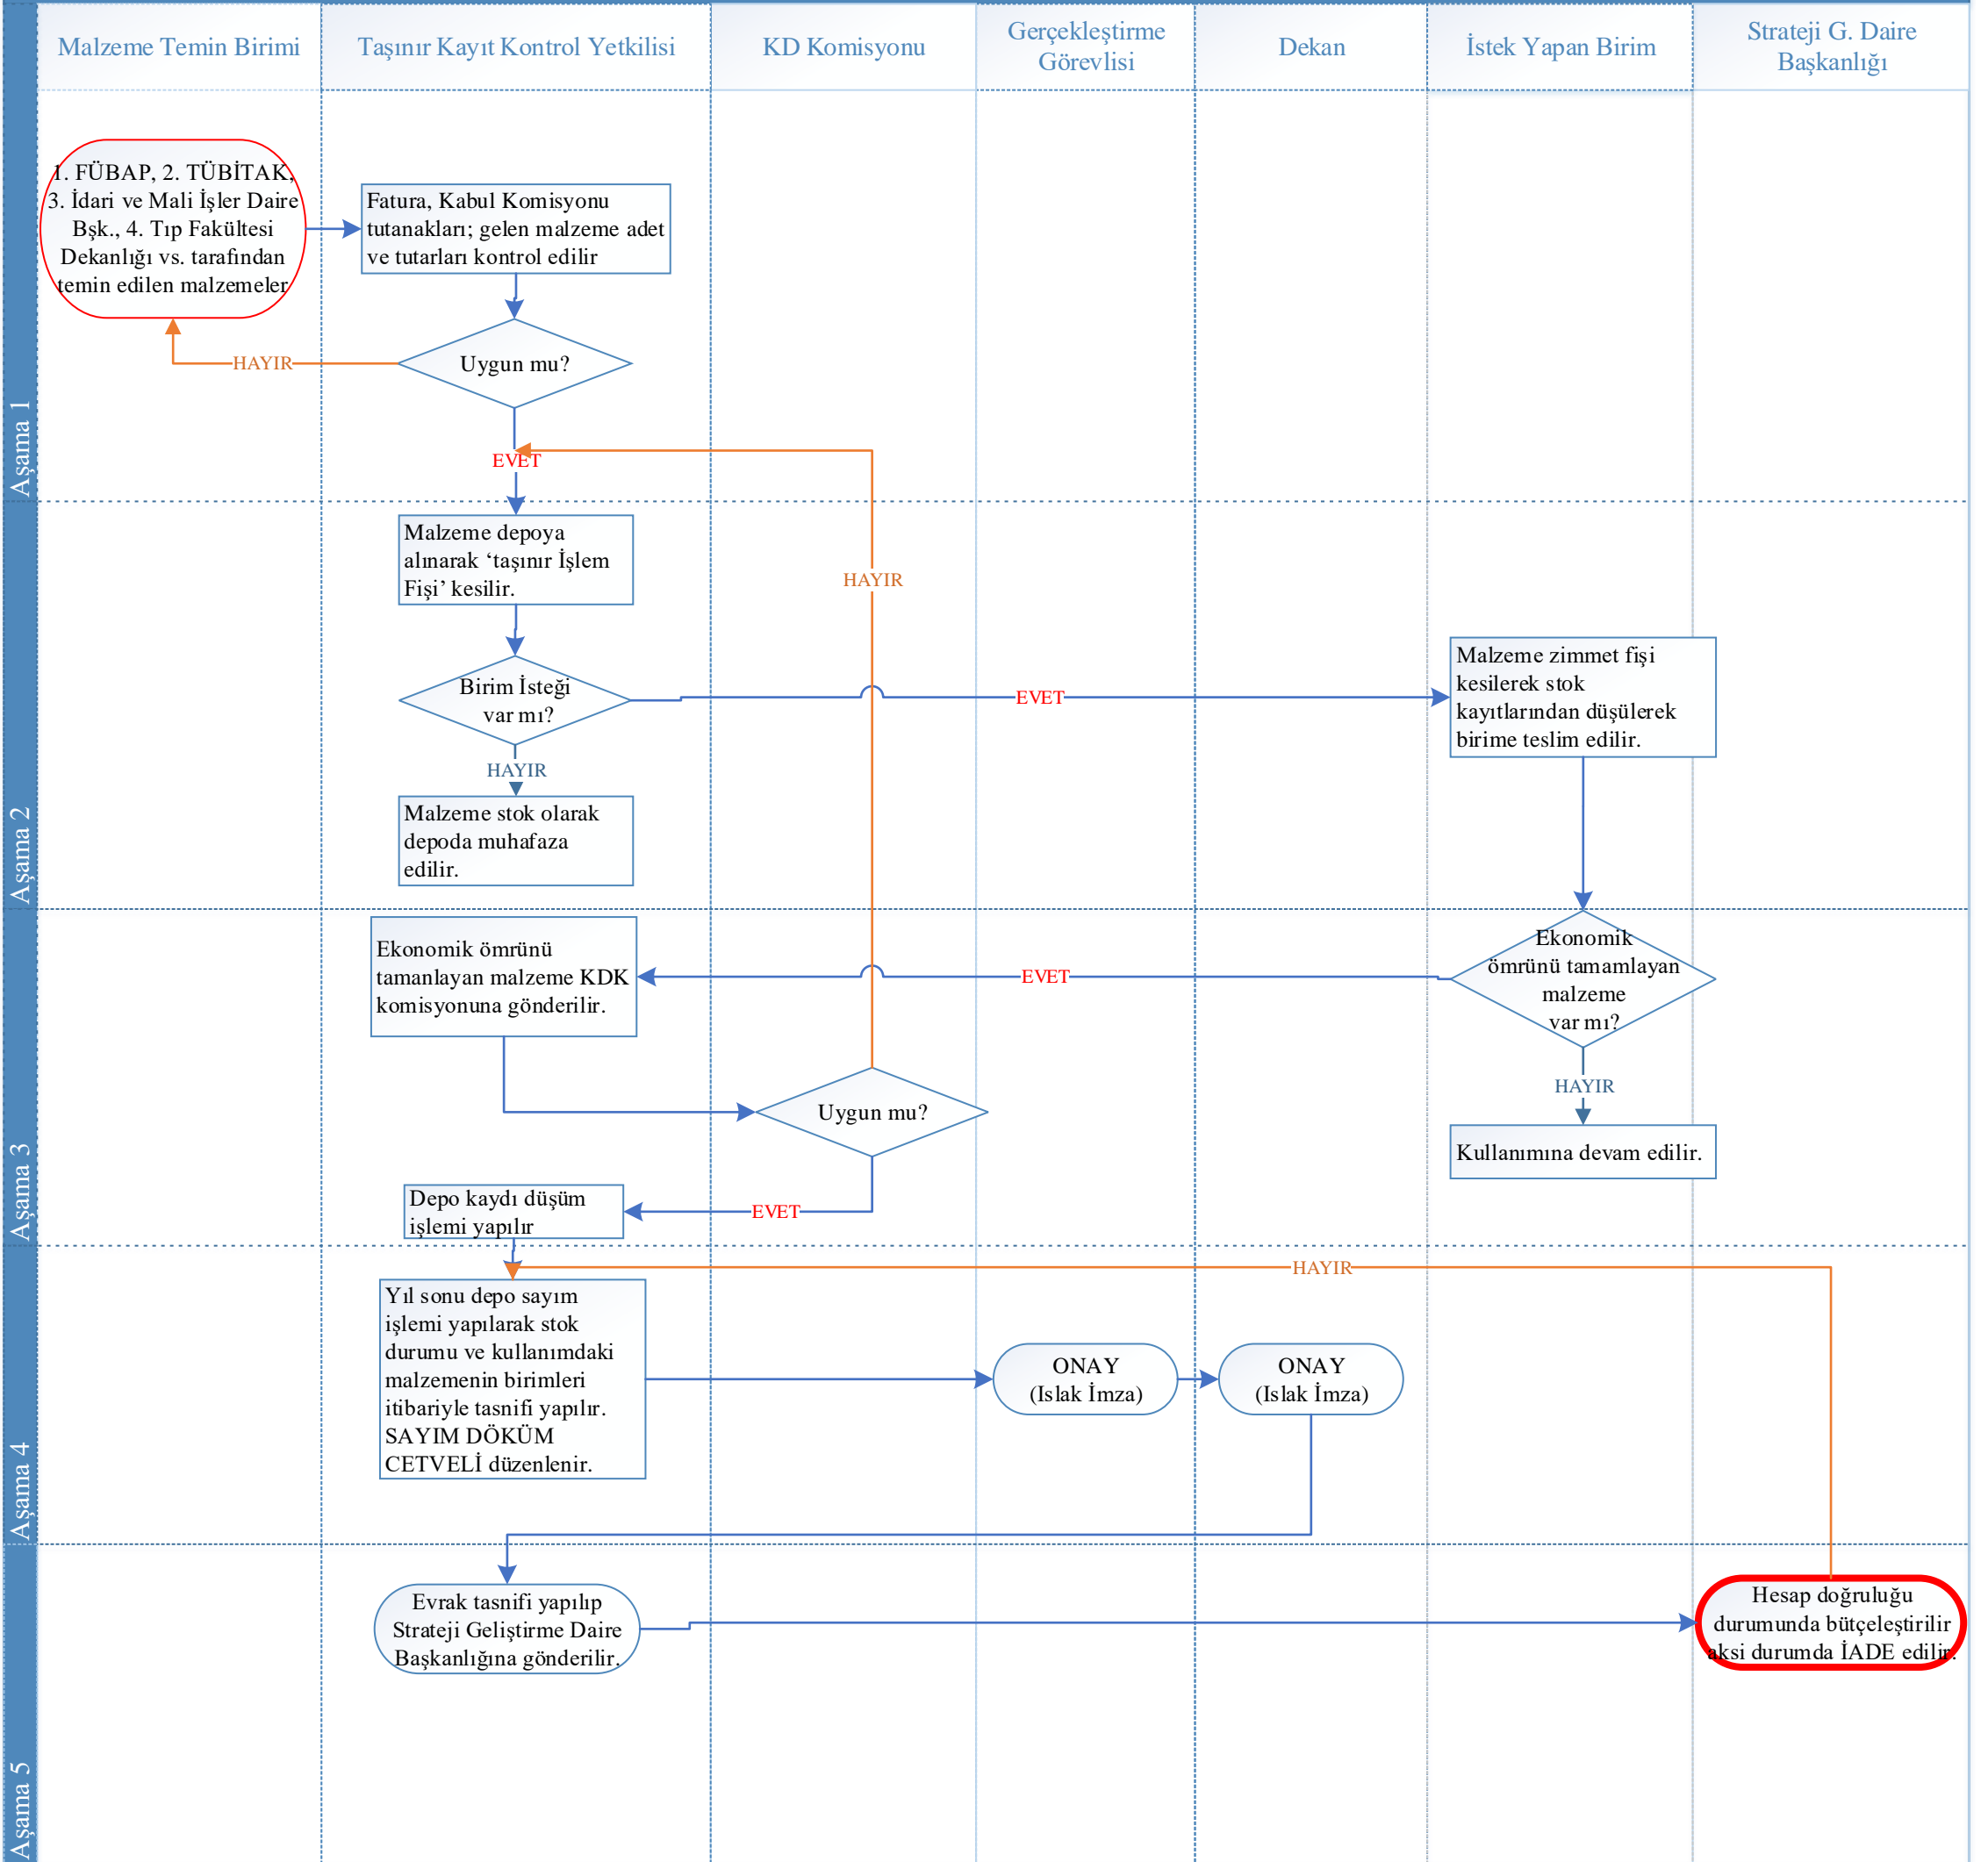 Malzeme Temin Birimi
Taşınır Kayıt Kontrol Yetkilisi
KD Komisyonu
Gerçekleştirme
Görevlisi
Dekan
İstek Yapan Birim
Strateji G. Daire
Başkanlığı
Aşama 1
1. FÜBAP, 2. TÜBİTAK,
3. İdari ve Mali İşler Daire
Bşk., 4. Tıp Fakültesi
Dekanlığı vs. tarafından
temin edilen malzemeler
Fatura, Kabul Komisyonu
tutanakları; gelen malzeme adet
ve tutarları kontrol edilir
Uygun mu?
HAYIR
EVET
Aşama 2
Malzeme depoya
alınarak ‘taşınır İşlem
Fişi’ kesilir.
HAYIR
Birim İsteği
var mı?
EVET
Malzeme zimmet fişi
kesilerek stok
kayıtlarından düşülerek
birime teslim edilir.
HAYIR
Malzeme stok olarak
depoda muhafaza
edilir.
Aşama 3
Ekonomik ömrünü
tamanlayan malzeme KDK
komisyonuna gönderilir.
EVET
Ekonomik
ömrünü tamamlayan
malzeme
var mı?
HAYIR
Uygun mu?
Kullanımına devam edilir.
Depo kaydı düşüm
işlemi yapılır
EVET
Aşama 4
HAYIR
Yıl sonu depo sayım
işlemi yapılarak stok
durumu ve kullanımdaki
malzemenin birimleri
itibariyle tasnifi yapılır.
SAYIM DÖKÜM
CETVELİ düzenlenir.
ONAY
(Islak İmza)
ONAY
(Islak İmza)
Aşama 5
Evrak tasnifi yapılıp
Strateji Geliştirme Daire
Başkanlığına gönderilir.
Hesap doğruluğu
durumunda bütçeleştirilir
aksi durumda İADE edilir.